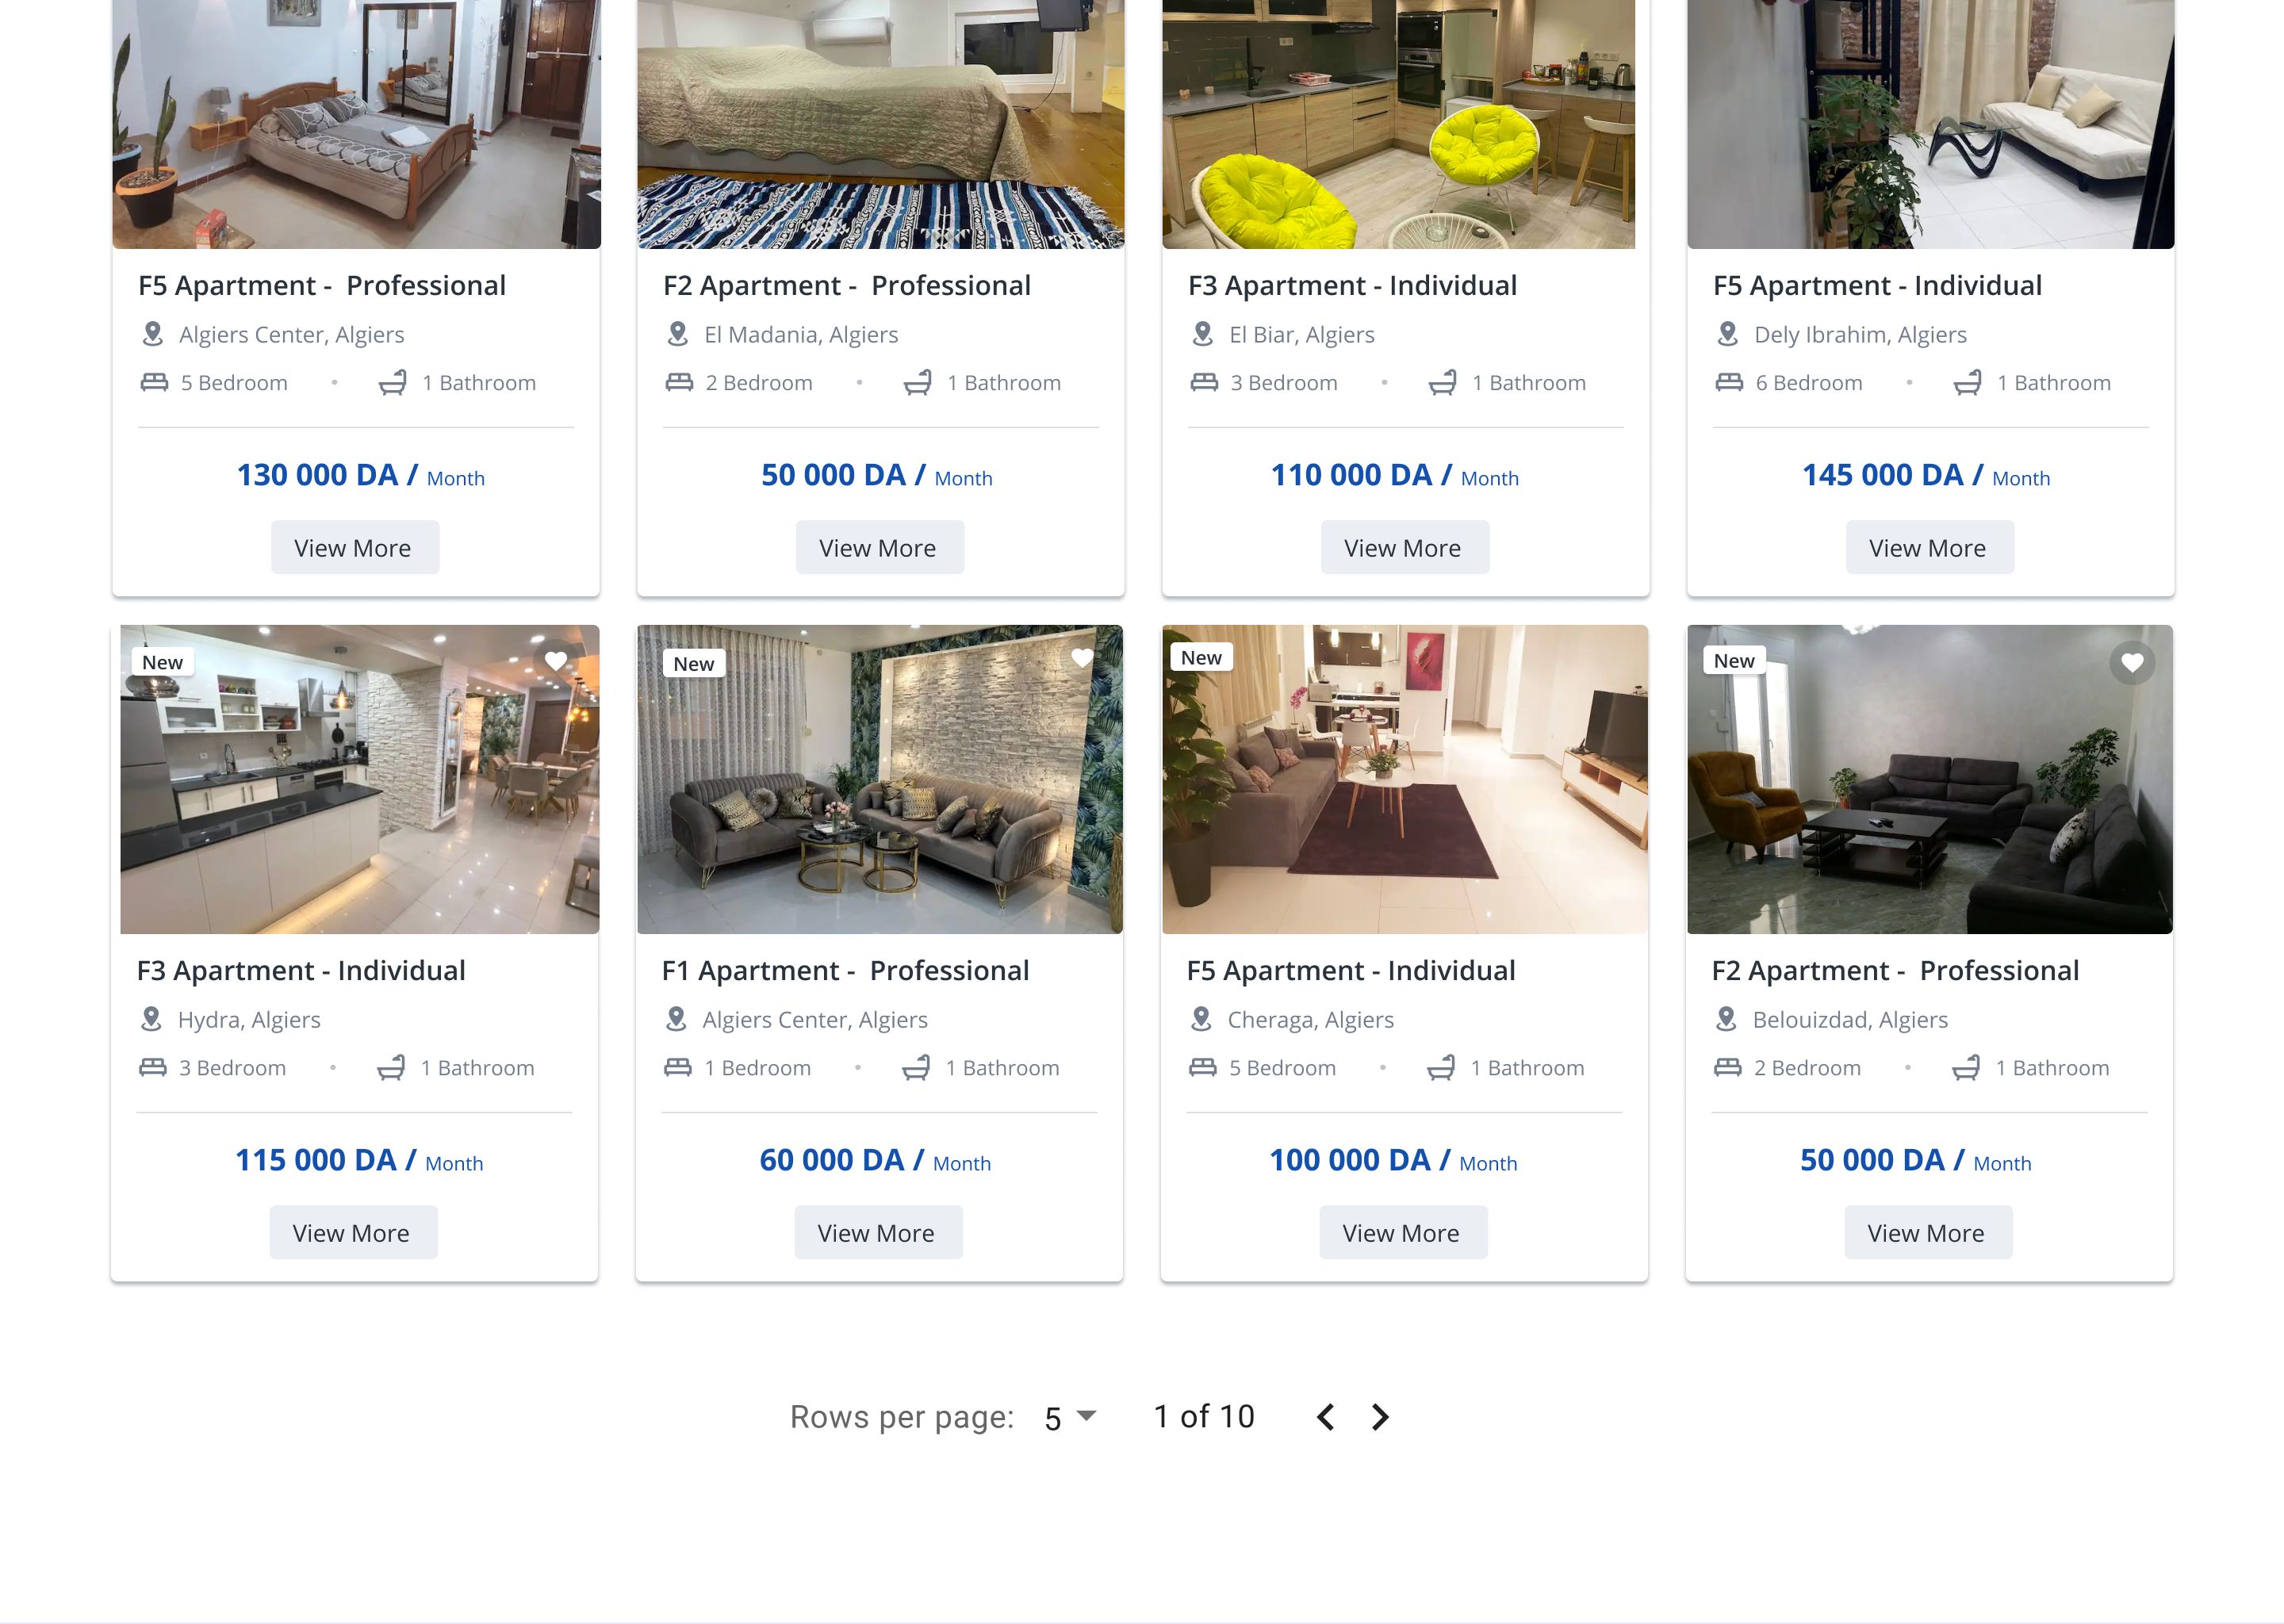 F5 Apartment -  Professional
Algiers Center, Algiers
5 Bedroom • 1 Bathroom
130 000 DA / Month
View More
F2 Apartment -  Professional
El Madania, Algiers
2 Bedroom • 1 Bathroom
50 000 DA / Month
View More
F3 Apartment - Individual
El Biar, Algiers
3 Bedroom • 1 Bathroom
110 000 DA / Month
View More
F5 Apartment - Individual
Dely Ibrahim, Algiers
6 Bedroom • 1 Bathroom
145 000 DA / Month
View More
New
F3 Apartment - Individual
Hydra, Algiers
3 Bedroom • 1 Bathroom
115 000 DA / Month
View More
New
F1 Apartment -  Professional
Algiers Center, Algiers
1 Bedroom • 1 Bathroom
60 000 DA / Month
View More
New
F5 Apartment - Individual
Cheraga, Algiers
5 Bedroom • 1 Bathroom
100 000 DA / Month
View More
New
F2 Apartment -  Professional
Belouizdad, Algiers
2 Bedroom • 1 Bathroom
50 000 DA / Month
View More
Rows per page: 5 1 of 10